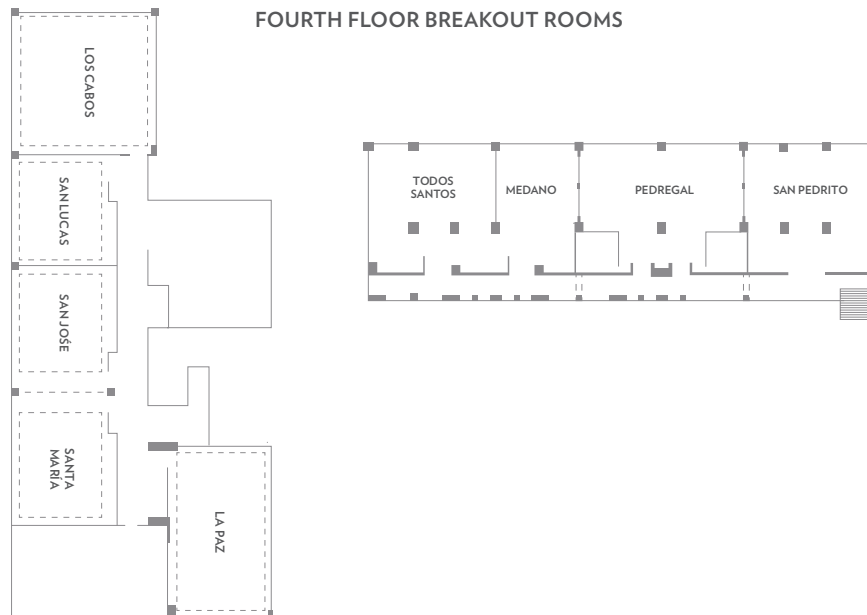 FOURTH FLOOR BREAKOUT ROOMS
LOS CABOS
SAN LUCAS
SAN JOŚE
SANTA
MARÍA
LA PAZ
TODOS
SANTOS
MEDANO
PEDREGAL
SAN PEDRITO